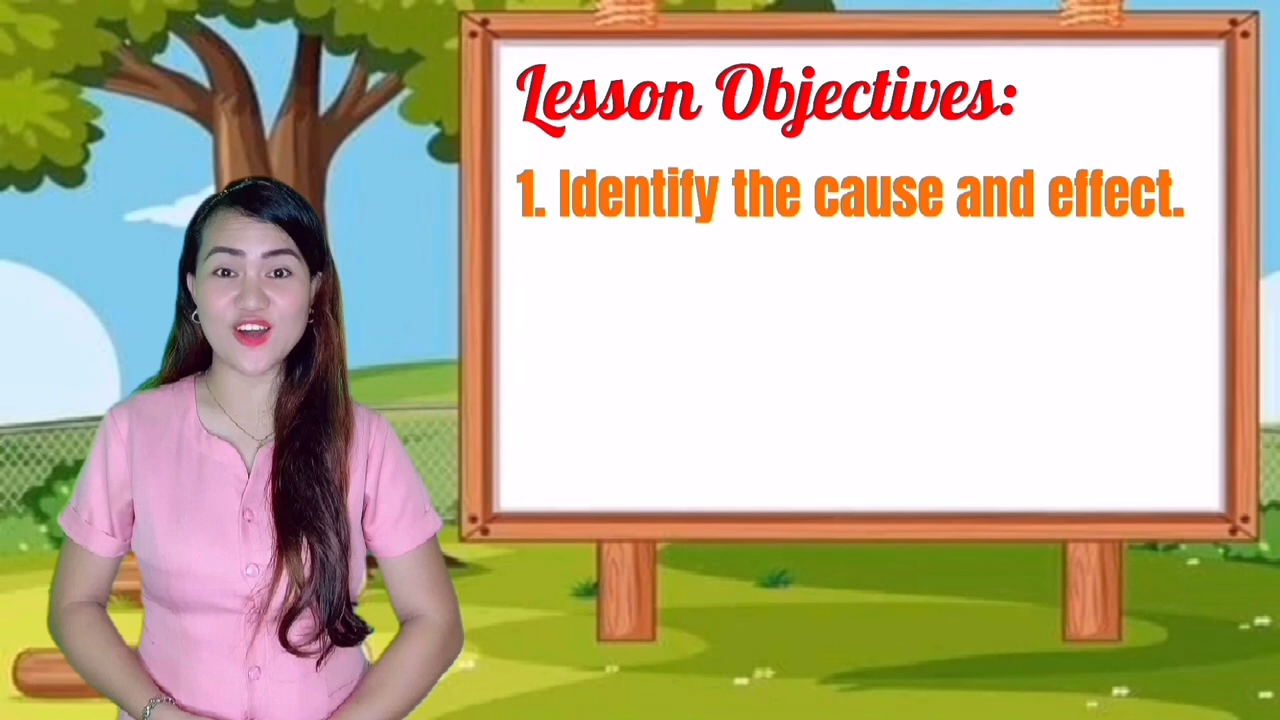 Lesson Objectives:
1. Identify the cause and effect.